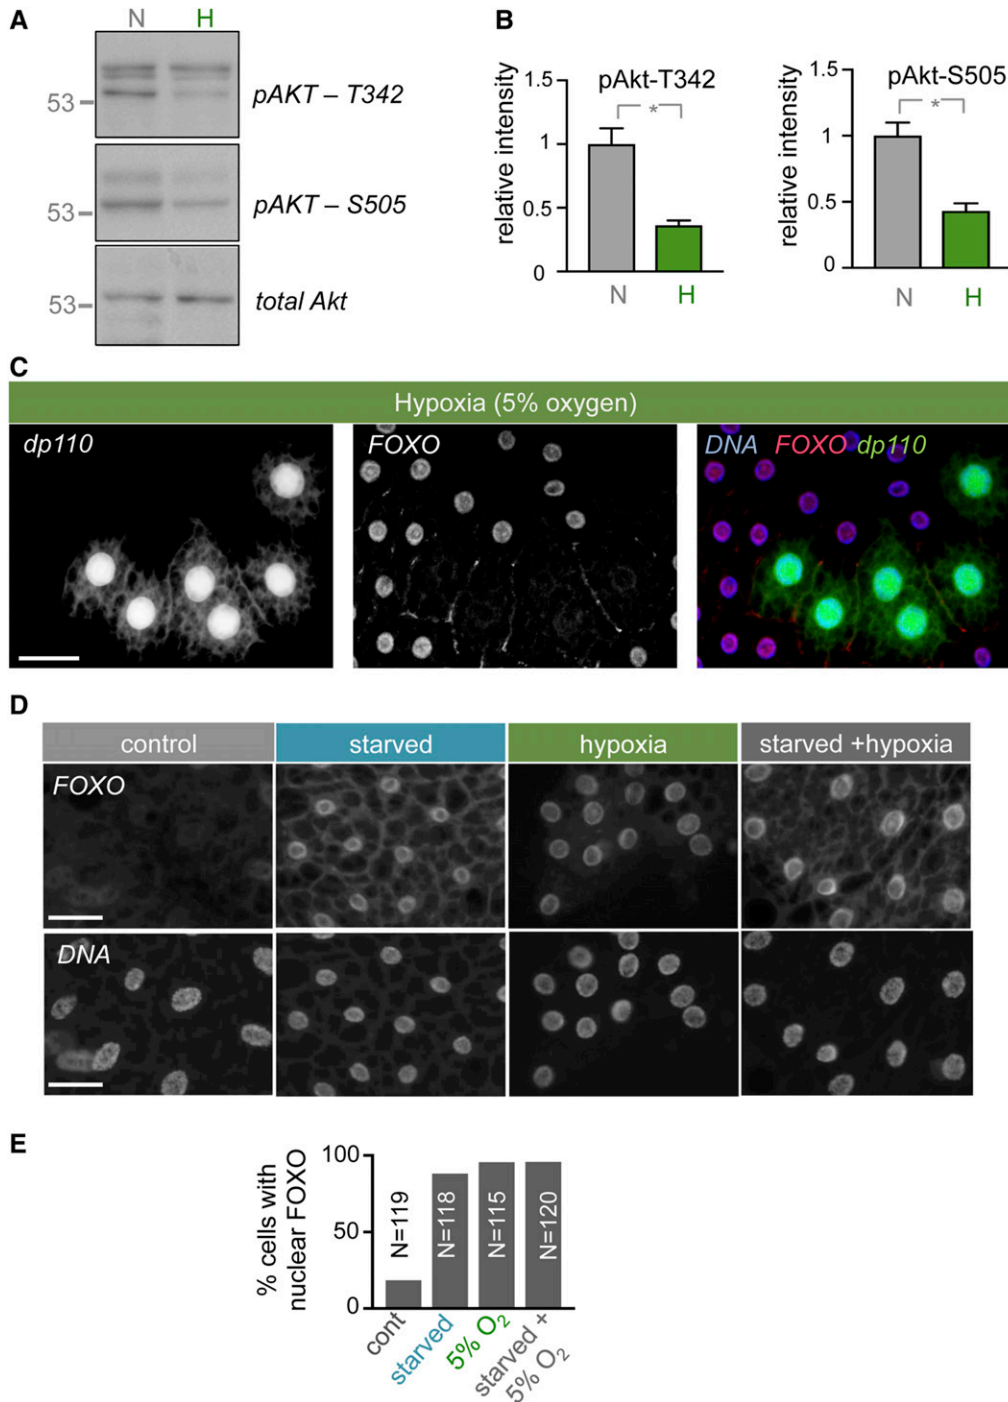 A
N H
53
pAKT – T342
53
pAKT – S505
53
total Akt
B
pAkt-T342
relative intensity
1.5
1
0.5
0
*
N H
pAkt-S505
relative intensity
1.5
1
0.5
0
*
N H
C
Hypoxia (5% oxygen)
dp110
FOXO
DNA FOXO dp110
D
control
starved
hypoxia
starved +hypoxia
FOXO
DNA
E
% cells with
nuclear FOXO
100
50
0
N=119
N=118
N=115
N=120
cont
starved
5% O2
starved +
5% O2